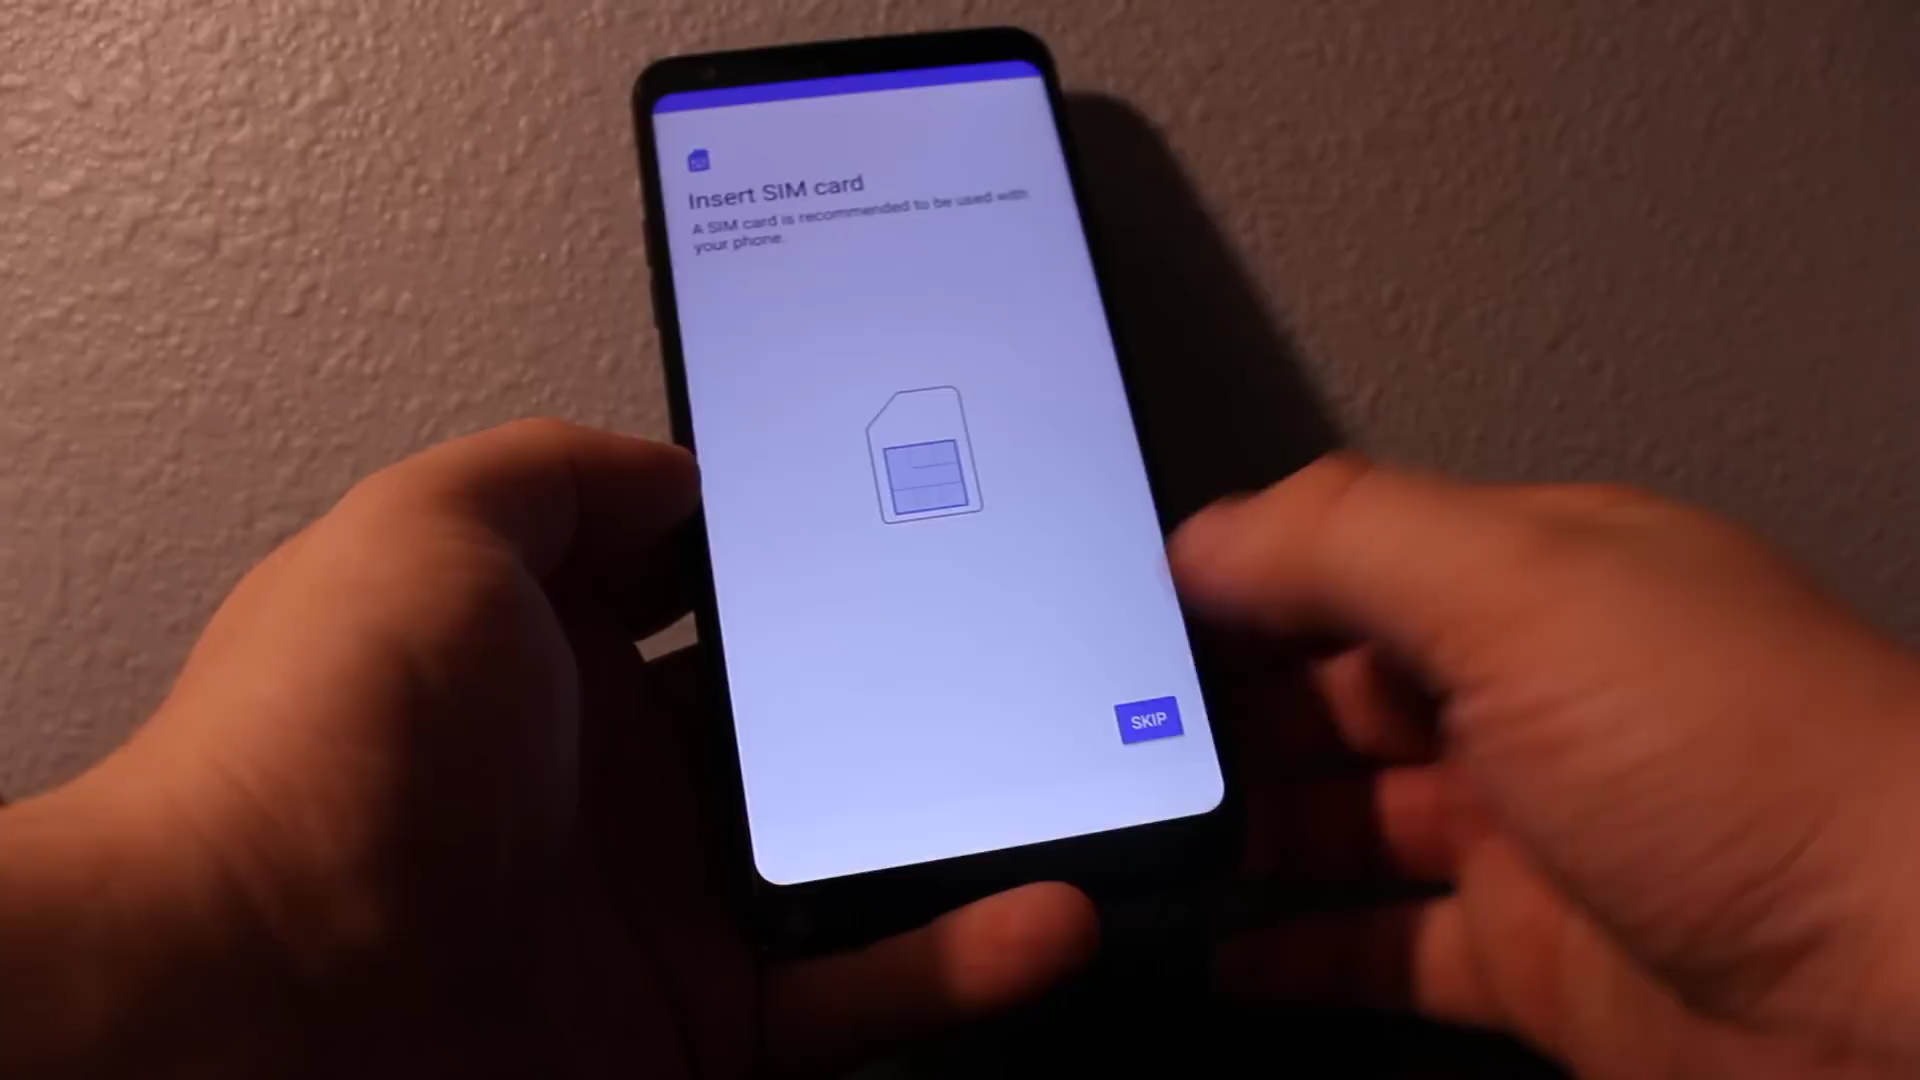 Insert SIM card
A SIM card is recommended to be used with
your phone.
SKIP